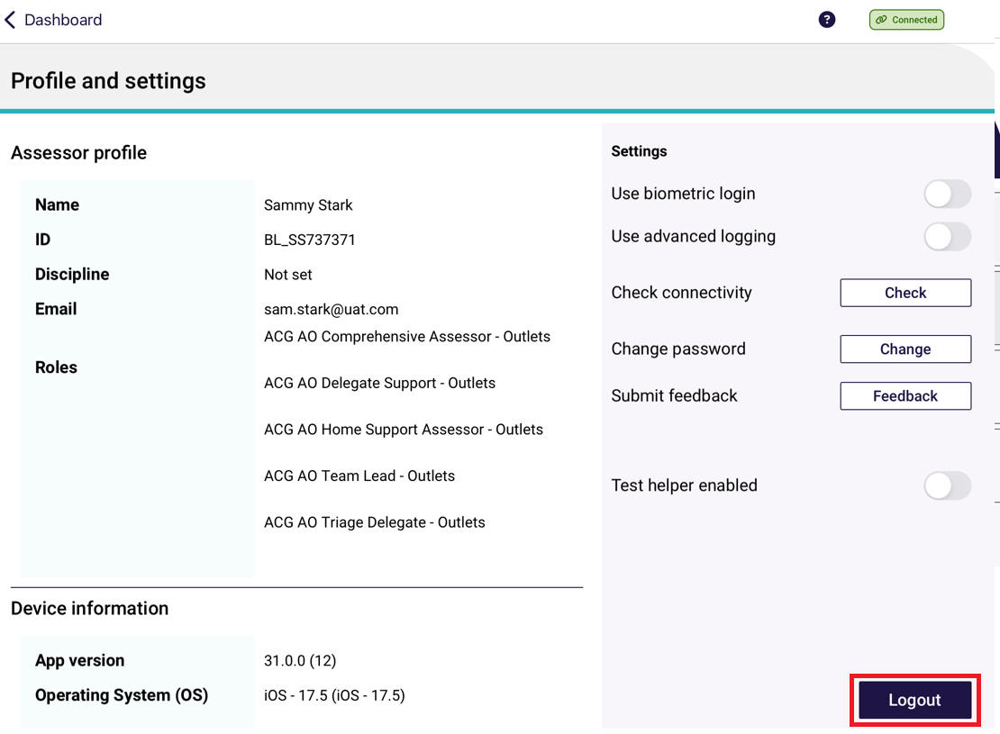 Dashboard
?
Connected
Profile and settings
Assessor profile
Name Sammy Stark
ID BL_SS737371
Discipline Not set
Email sam.stark@uat.com
Roles ACG AO Comprehensive Assessor - Outlets
ACG AO Delegate Support - Outlets
ACG AO Home Support Assessor - Outlets
ACG AO Team Lead - Outlets
ACG AO Triage Delegate - Outlets
Device information
App version 31.0.0 (12)
Operating System (OS) iOS - 17.5 (iOS - 17.5)
Settings
Use biometric login
Use advanced logging
Check connectivity Check
Change password Change
Submit feedback Feedback
Test helper enabled
Logout